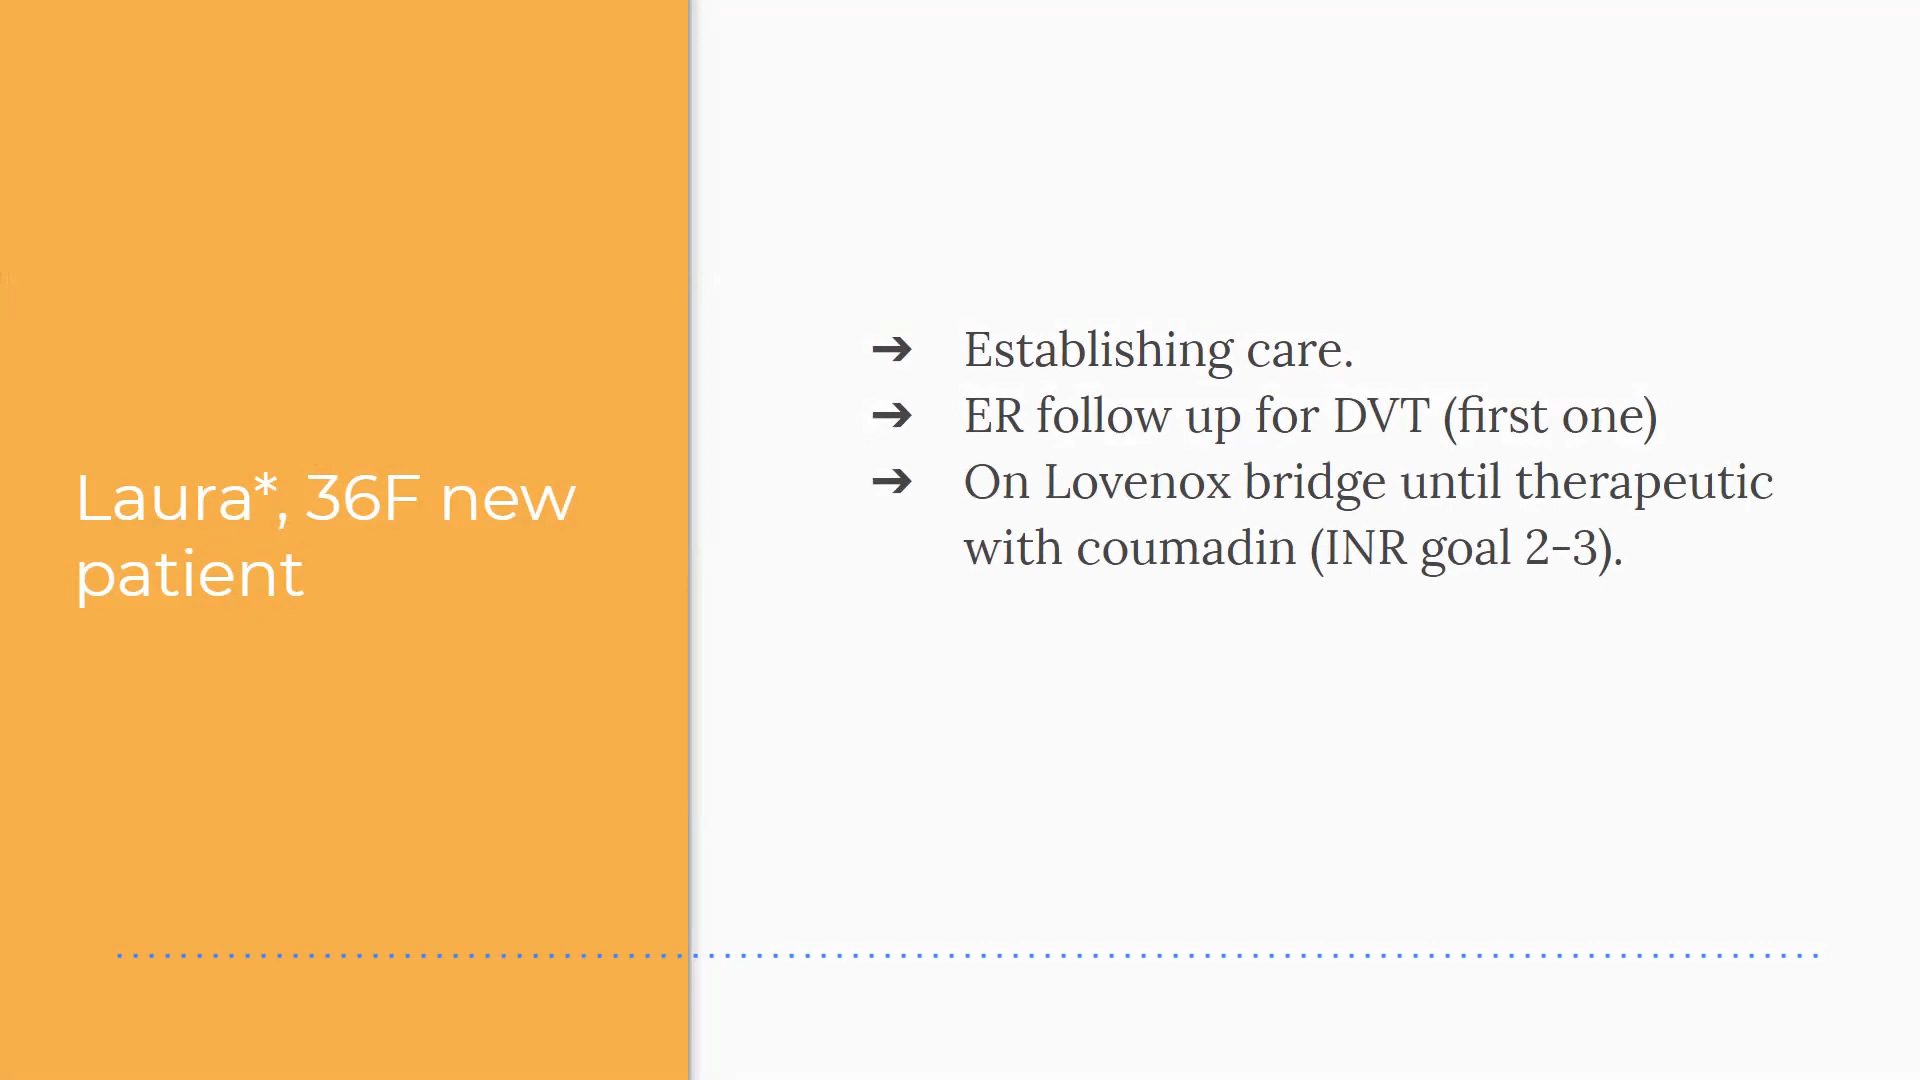 Laura*, 36F new
patient
➔ Establishing care.
➔ ER follow up for DVT (first one)
➔ On Lovenox bridge until therapeutic
with coumadin (INR goal 2-3).